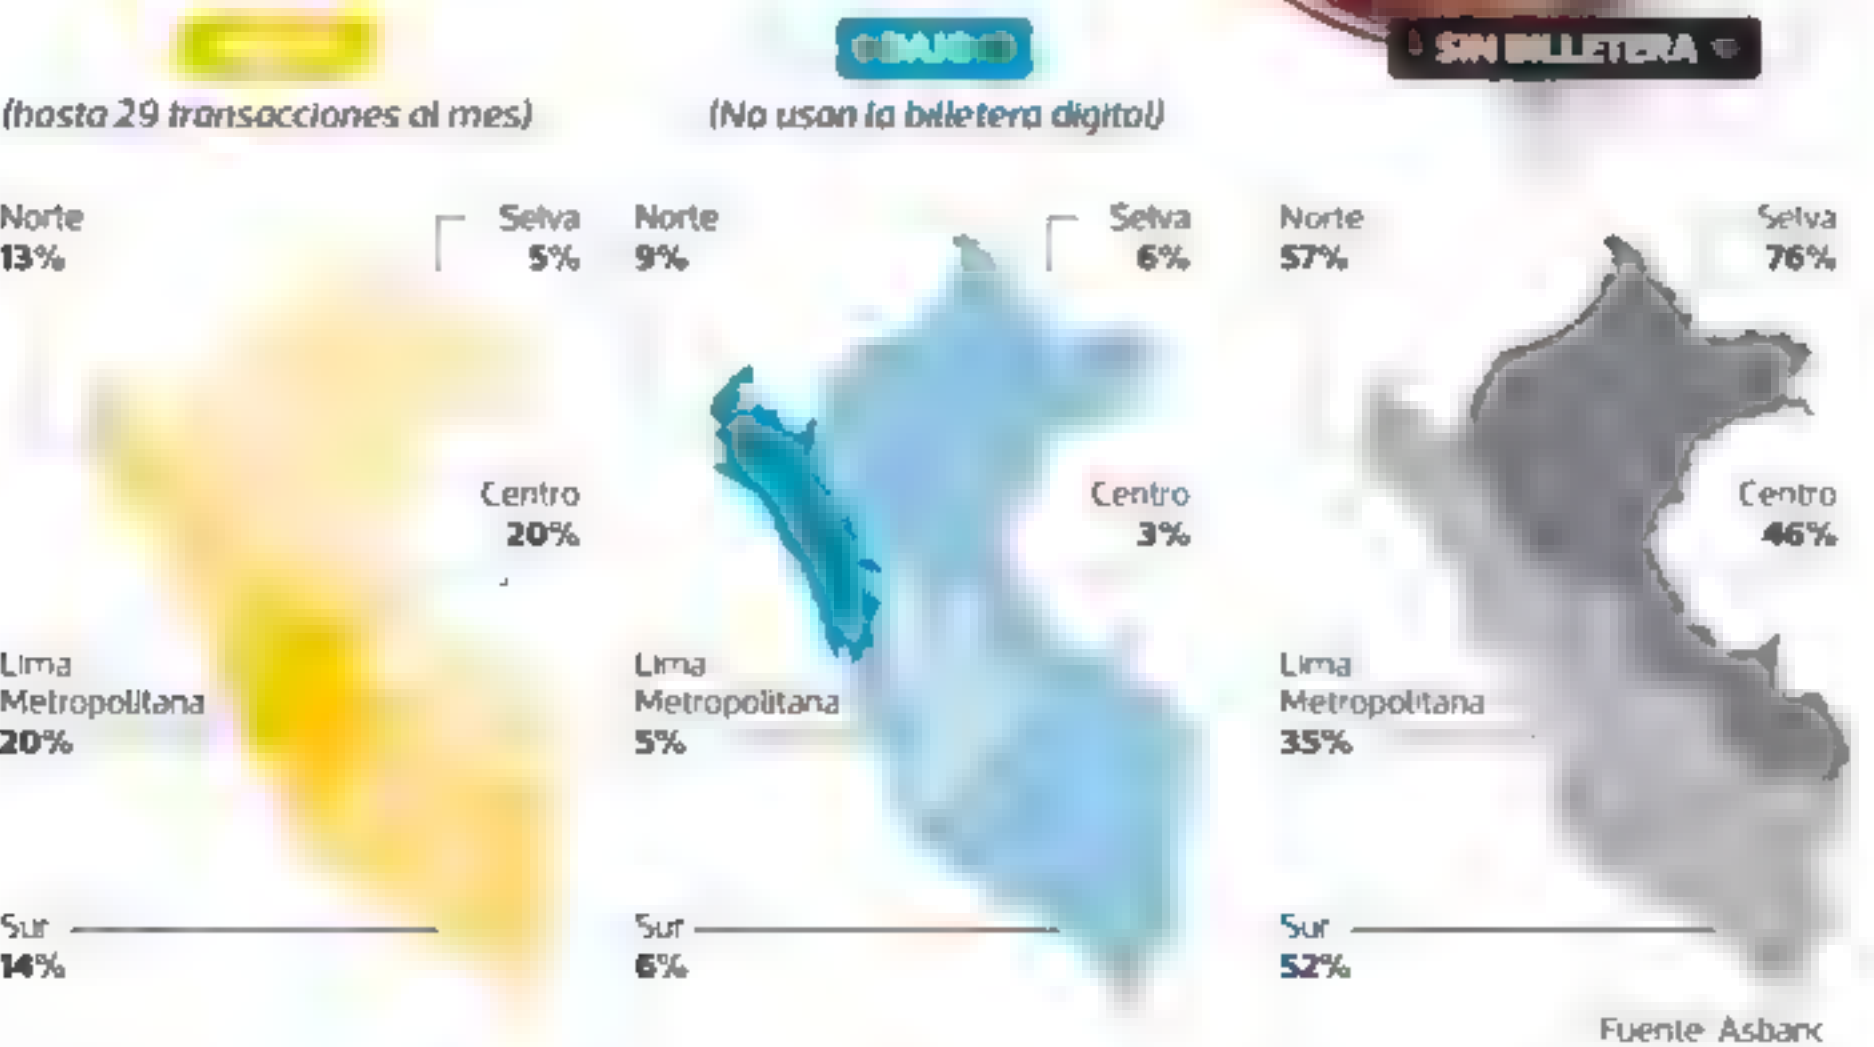 BAJO
SIN BILLETERA
(hasta 29 transacciones al mes)
(No usan la billetera digital)
Norte
13%
Selva
5%
Centro
20%
Lima
Metropolitana
20%
Sur
14%
Norte
9%
Selva
6%
Centro
3%
Lima
Metropolitana
5%
Sur
6%
Norte
57%
Selva
76%
Centro
46%
Lima
Metropolitana
35%
Sur
52%
Fuente Asbanc